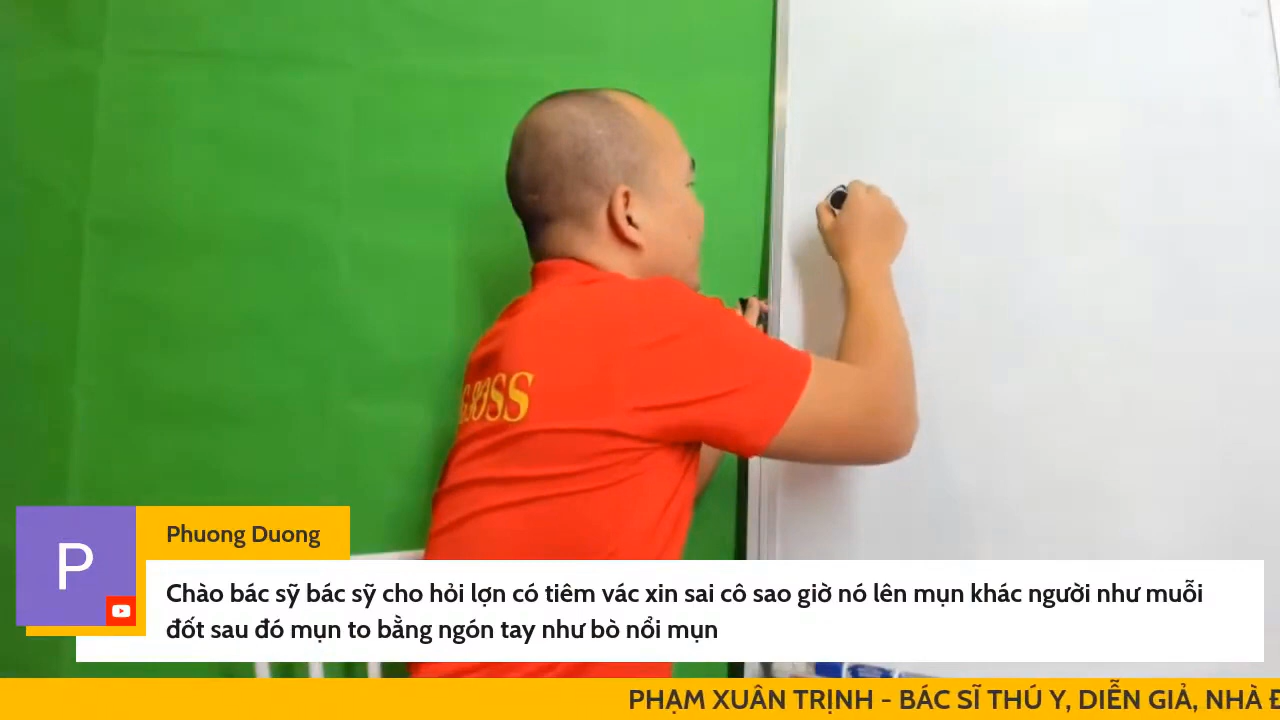 OSS
Phuong Duong
P
Chào bác sỹ bác sỹ cho hỏi lợn có tiêm vác xin sai cô sao giờ nó lên mụn khác người như muỗi
đốt sau đó mụn to bằng ngón tay như bò nổi mụn
PHẠM XUÂN TRỊNH - BÁC SĨ THÚ Y, DIỄN GIẢ, NHÀ